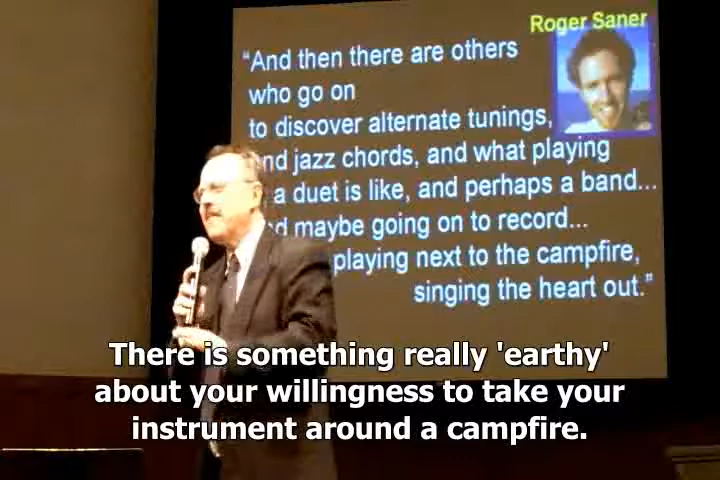 Roger Saner
"And then there are others
who go on
to discover alternate tunings,
nd jazz chords, and what playing
a duet is like, and perhaps a band...
d maybe going on to record...
playing next to the campfire,
singing the heart out."
There is something really 'earthy'
about your willingness to take your
instrument around a campfire.